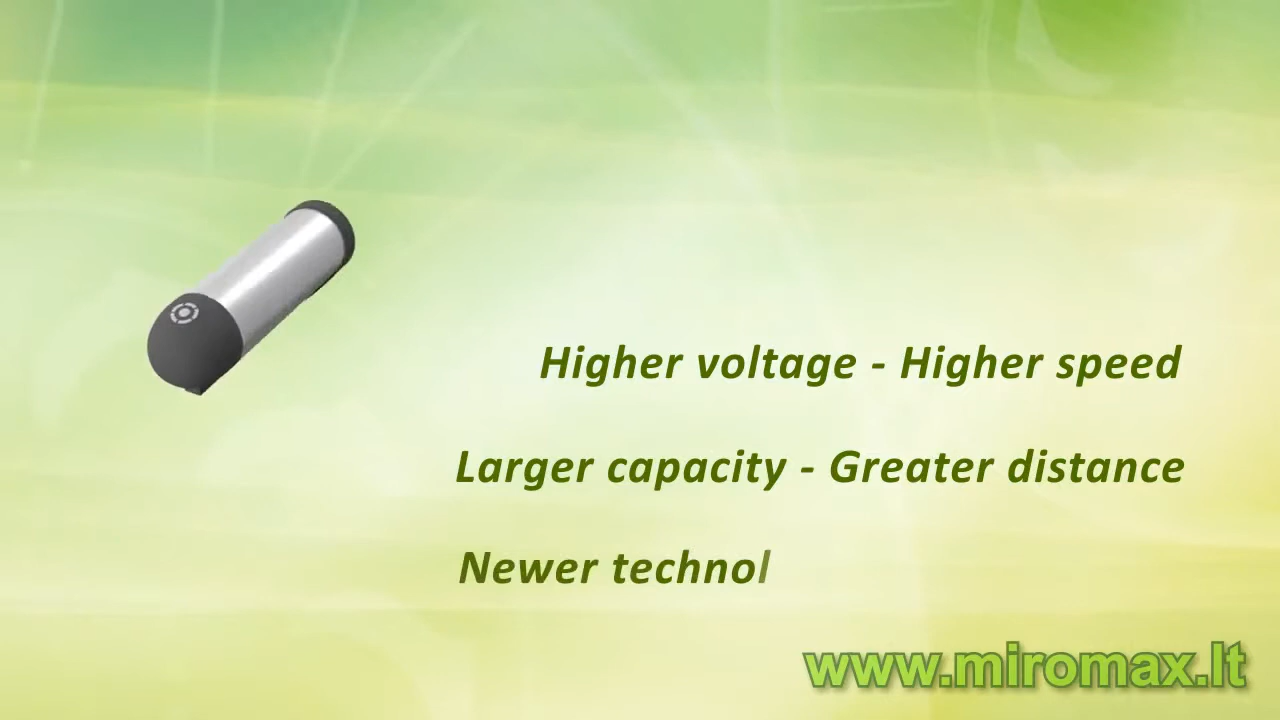 Higher voltage - Higher speed
Larger capacity - Greater distance
Newer technol
www.miromax.lt